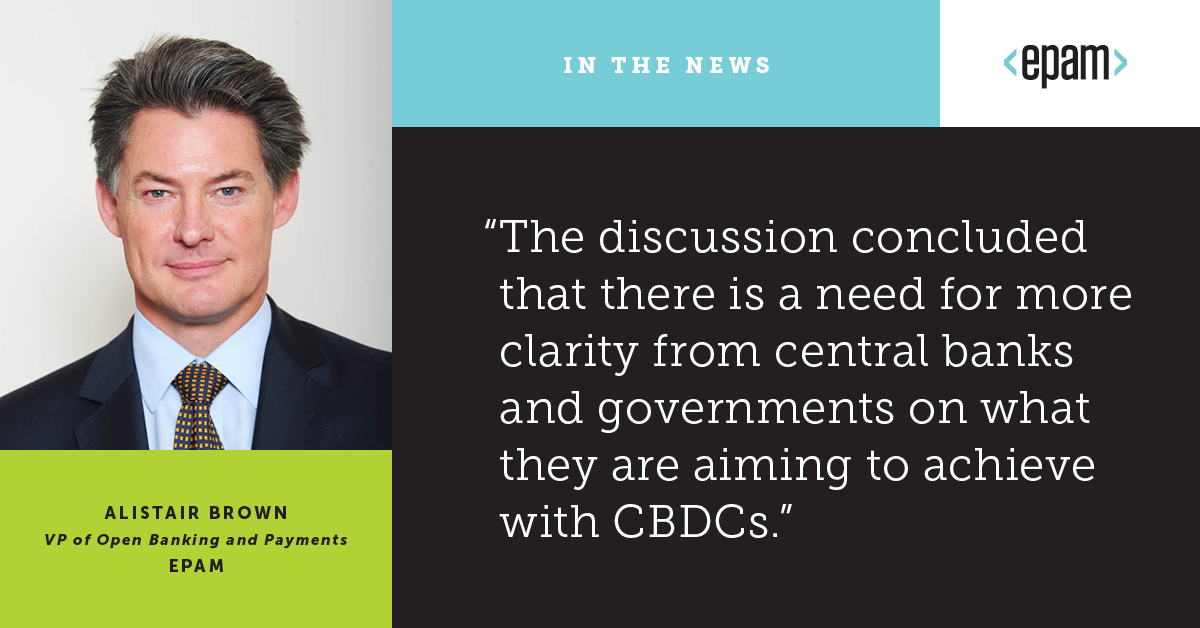 IN THE NEWS
<epam>
“The discussion concluded
that there is a need for more
clarity from central banks
and governments on what
they are aiming to achieve
with CBDCs.”
ALISTAIR BROWN
VP of Open Banking and Payments
EPAM